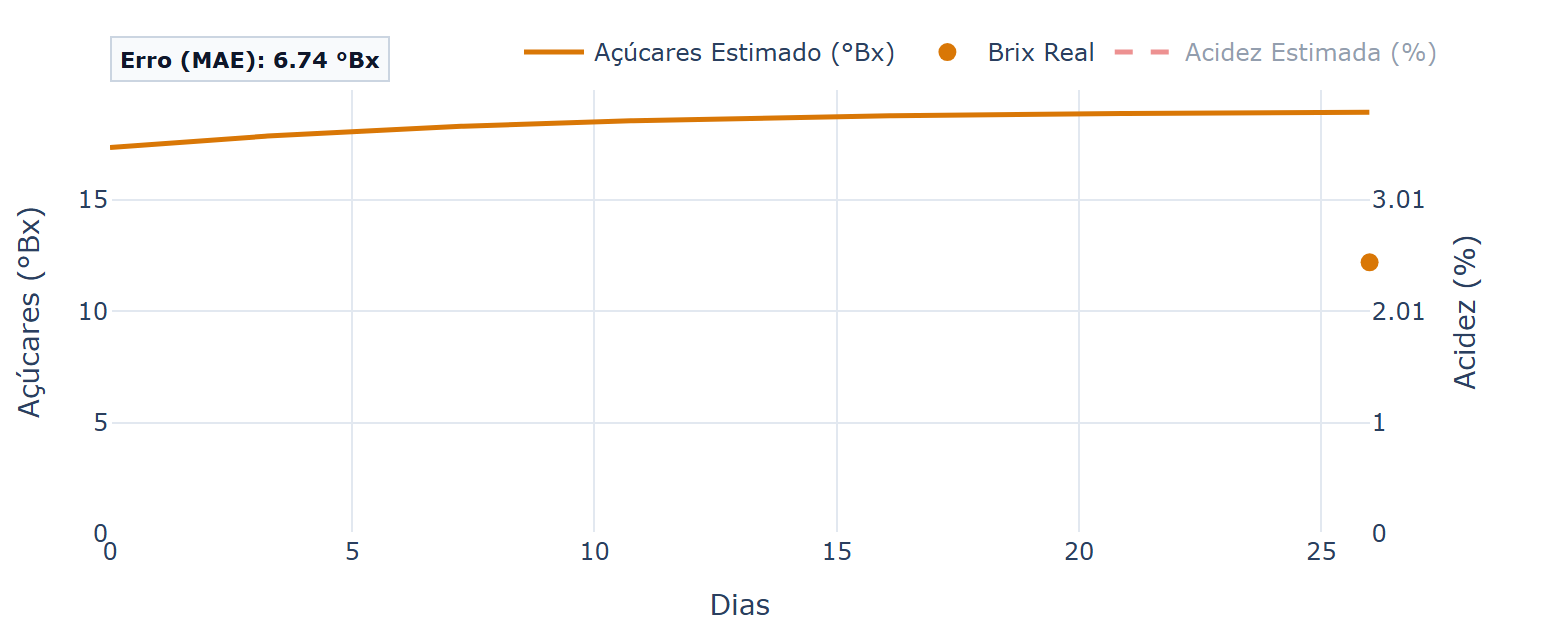 Erro (MAE): 6.74 ºBx
Açúcares Estimado (°Bx)
Brix Real
Acidez Estimada (%)
15
10
5
0
Açúcares (°Bx)
3.01
2.01
1
0
Acidez (%)
0
5
10
15
20
25
Dias